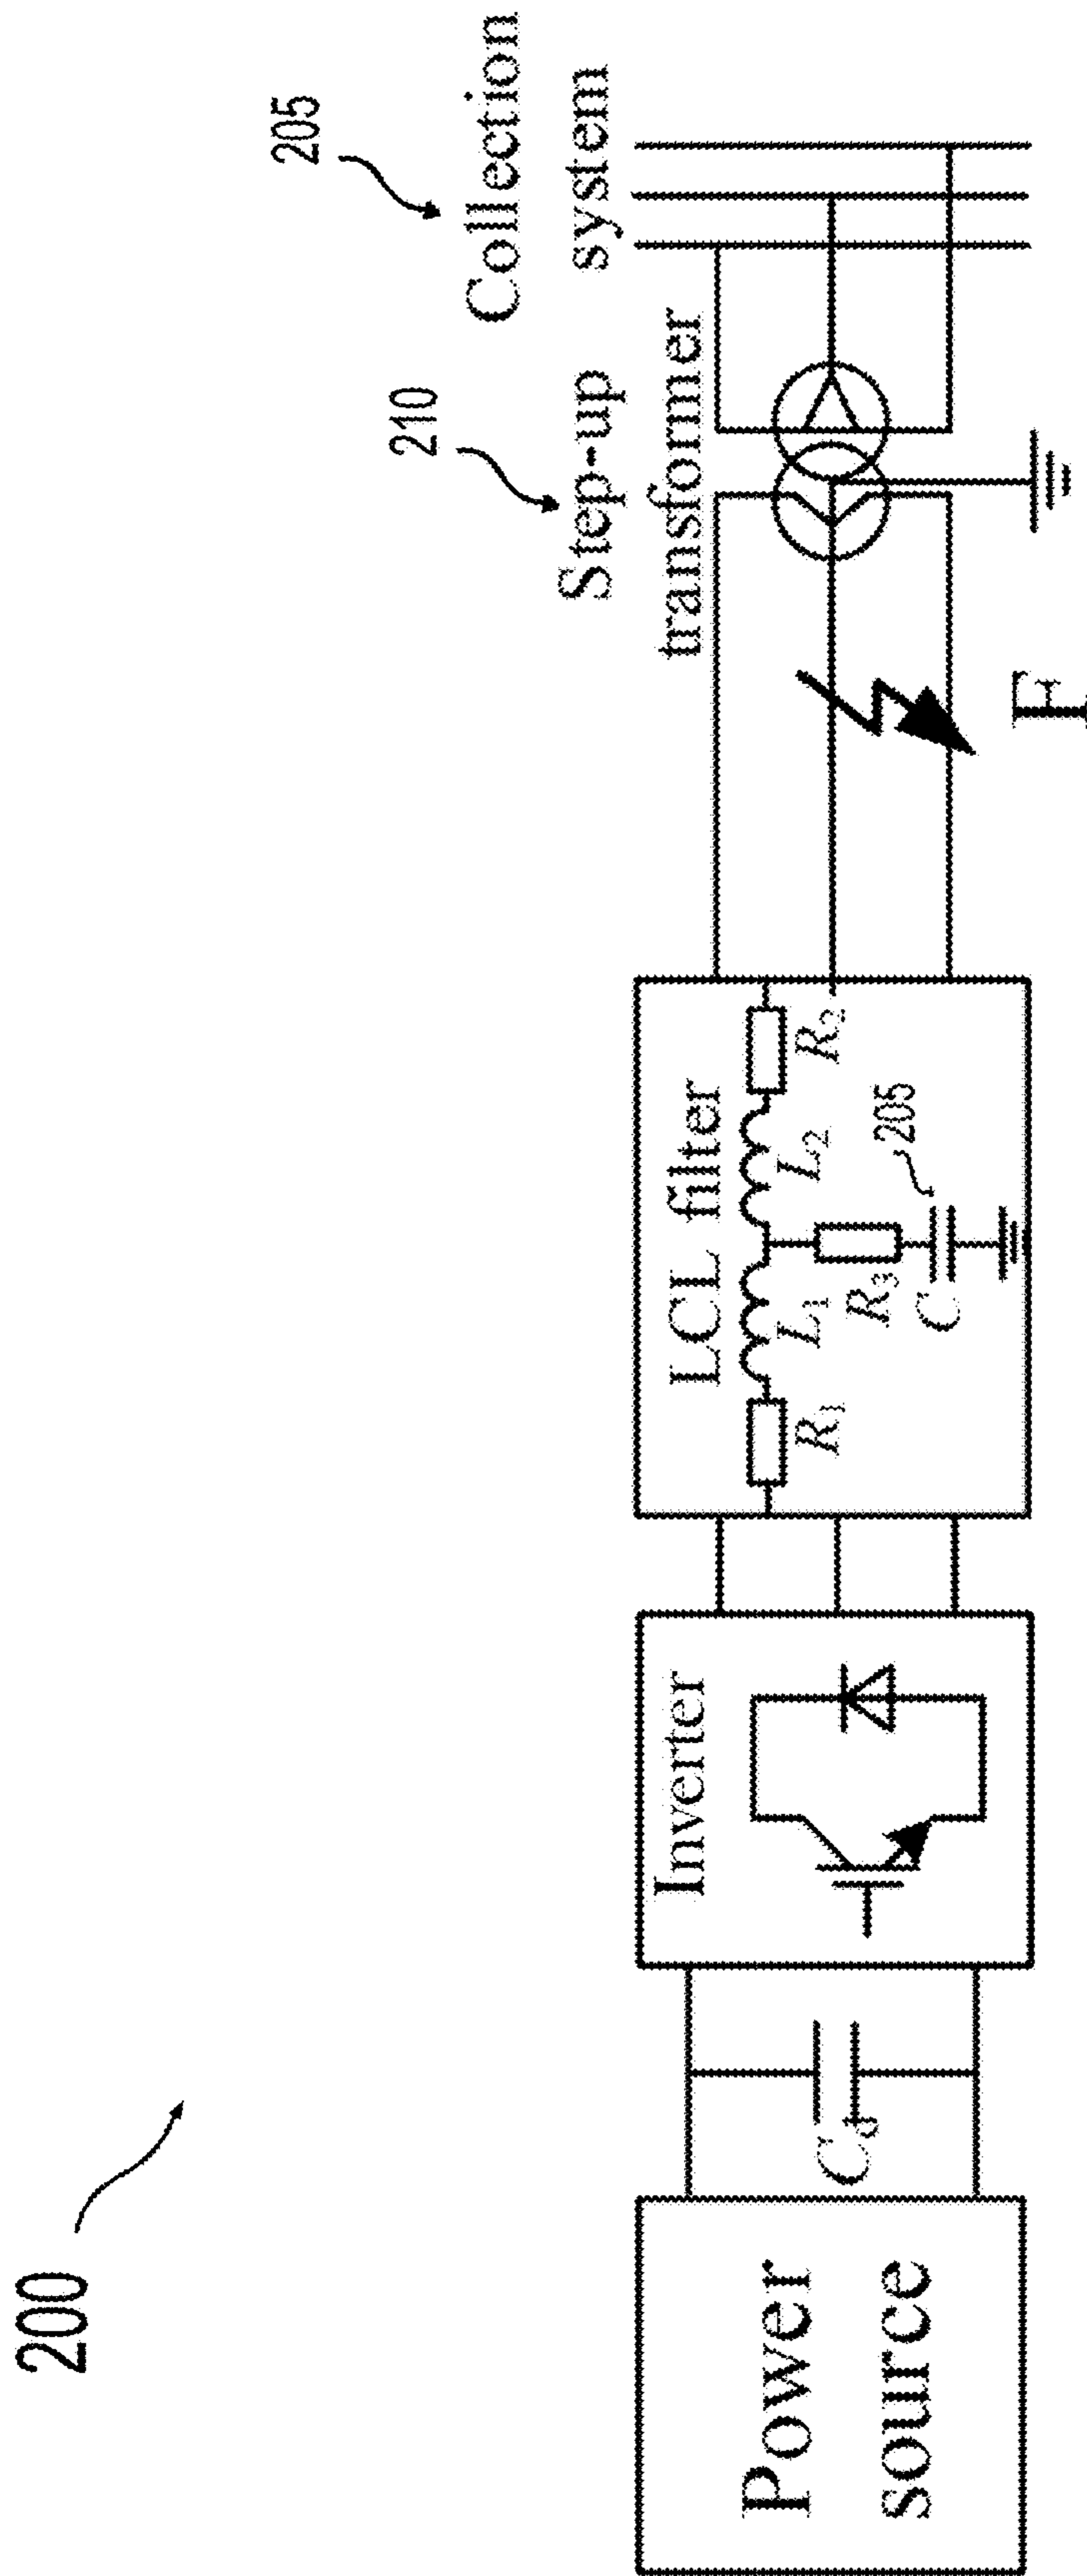 200
Power
source
C_d
Inverter
LCL filter
R_1
L_1
L_2
R_2
R_3
C
205
F
210
Step-up
transformer
205
Collection
system